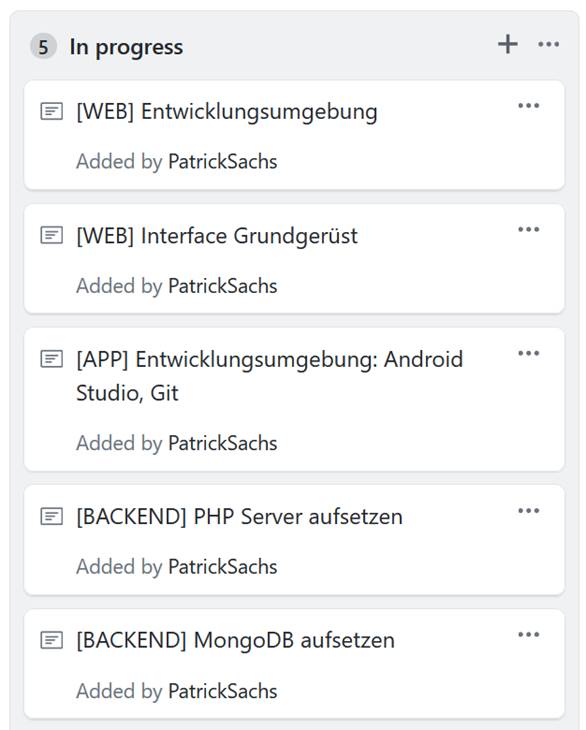 5 In progress
[WEB] Entwicklungsumgebung
Added by PatrickSachs
[WEB] Interface Grundgerüst
Added by PatrickSachs
[APP] Entwicklungsumgebung: Android
Studio, Git
Added by PatrickSachs
[BACKEND] PHP Server aufsetzen
Added by PatrickSachs
[BACKEND] MongoDB aufsetzen
Added by PatrickSachs